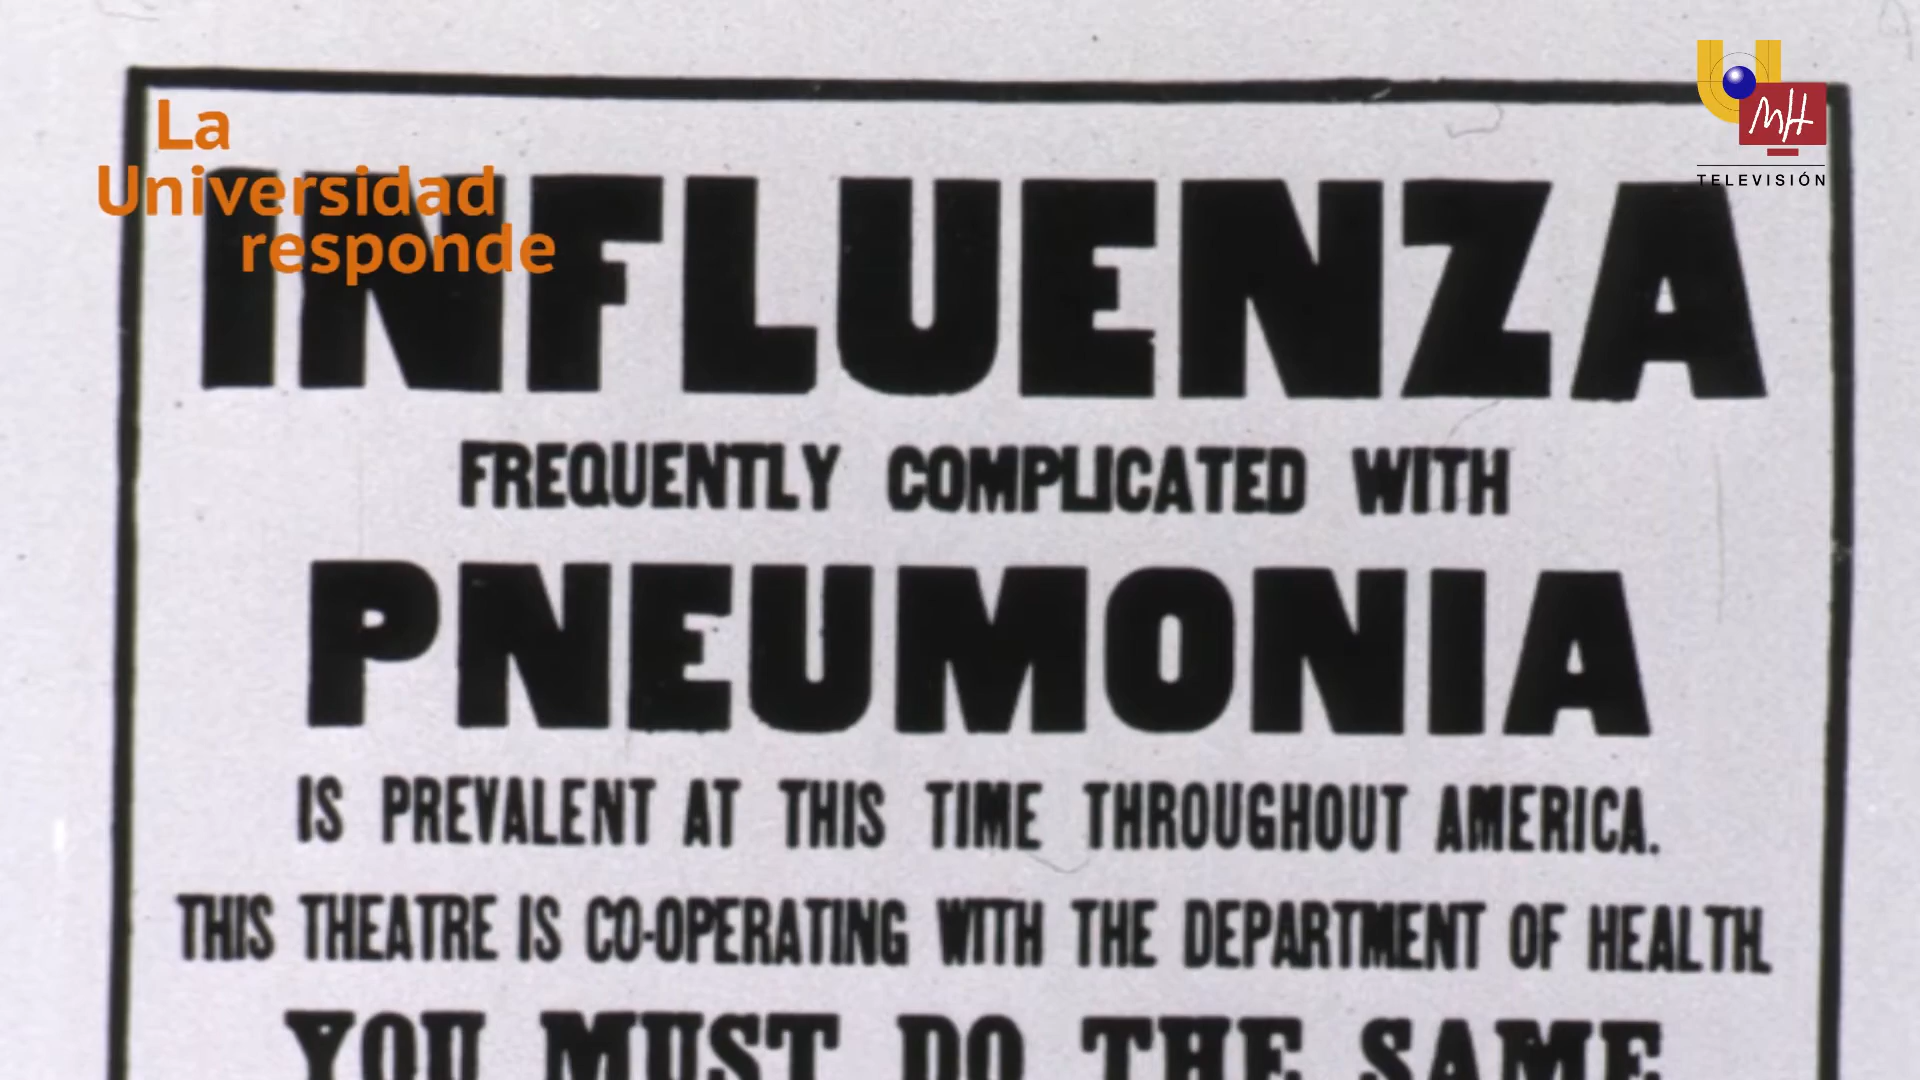 La
Universidad
responde
MH
TELEVISIÓN
INFLUENZA
FREQUENTLY COMPLICATED WITH
PNEUMONIA
IS PREVALENT AT THIS TIME THROUGHOUT AMERICA.
THIS THEATRE IS CO-OPERATING WITH THE DEPARTMENT OF HEALTH.
YOU MUST DO THE SAME